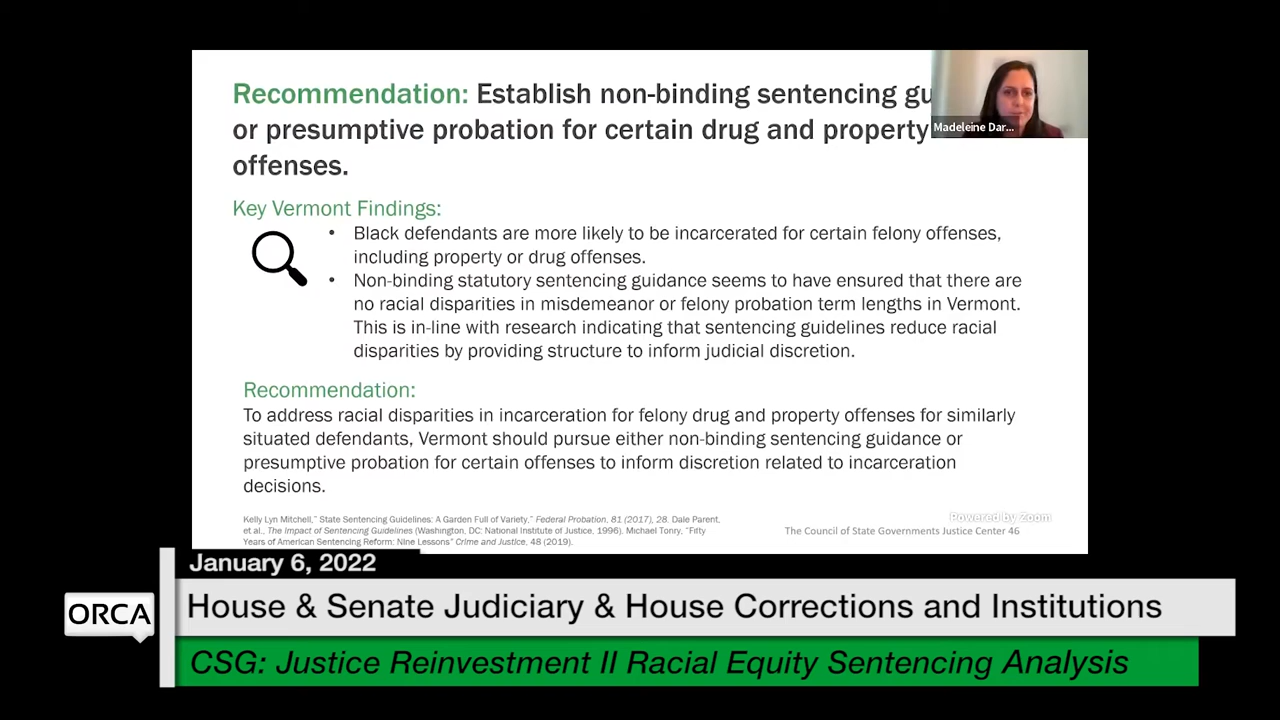 Recommendation: Establish non-binding sentencing gu
or presumptive probation for certain drug and property
offenses.
Madeleine Dar...
Key Vermont Findings:
• Black defendants are more likely to be incarcerated for certain felony offenses,
including property or drug offenses.
• Non-binding statutory sentencing guidance seems to have ensured that there are
no racial disparities in misdemeanor or felony probation term lengths in Vermont.
This is in-line with research indicating that sentencing guidelines reduce racial
disparities by providing structure to inform judicial discretion.
Recommendation:
To address racial disparities in incarceration for felony drug and property offenses for similarly
situated defendants, Vermont should pursue either non-binding sentencing guidance or
presumptive probation for certain offenses to inform discretion related to incarceration
decisions.
Kelly Lyn Mitchell," State Sentencing Guidelines: A Garden Full of Variety," Federal Probation, 81 (2017), 28. Dale Parent,
et al., The Impact of Sentencing Guidelines (Washington, DC: National Institute of Justice, 1996). Michael Tonry, "Fifty
Years of American Sentencing Reform: Nine Lessons" Crime and Justice, 48 (2019).
Powered by Zoom
The Council of State Governments Justice Center 46
January 6, 2022
ORCA
House & Senate Judiciary & House Corrections and Institutions
CSG: Justice Reinvestment II Racial Equity Sentencing Analysis